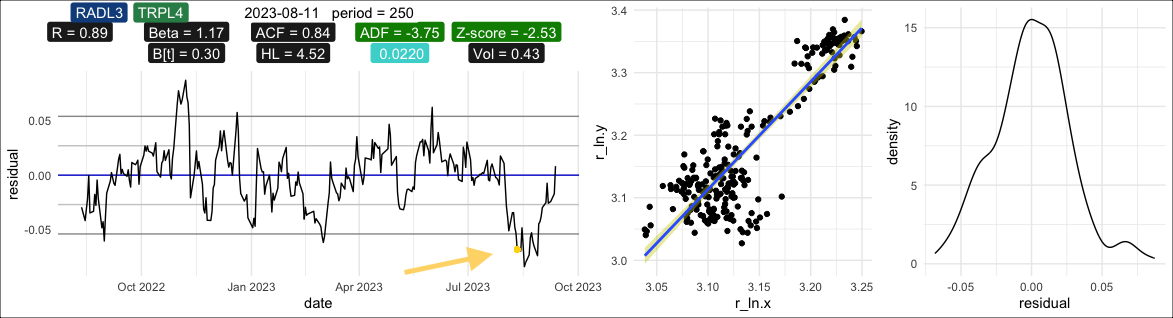 RADL3 TRPL4 2023-08-11 period = 250
R = 0.89 Beta = 1.17 ACF = 0.84 ADF = -3.75 Z-score = -2.53
B[t] = 0.30 HL = 4.52 0.0220 Vol = 0.43
residual
0.05
0.00
-0.05
Oct 2022 Jan 2023 Apr 2023 Jul 2023 Oct 2023
date
r_ln.y
3.4
3.3
3.2
3.1
3.0
3.05 3.10 3.15 3.20 3.25
r_ln.x
density
15
10
5
0
-0.05 0.00 0.05
residual